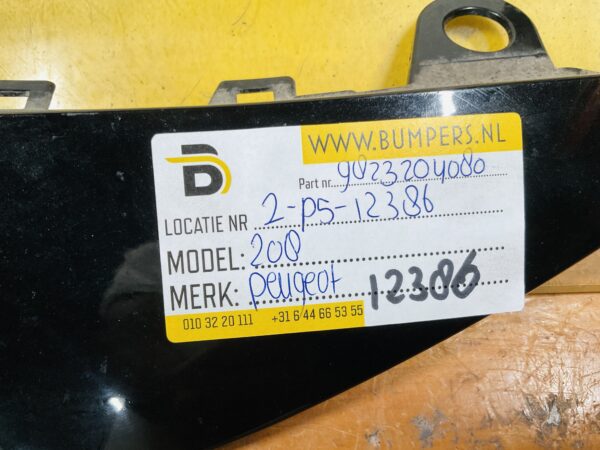 WWW.BUMPERS.NL
Part nr. 9823204080
LOCATIE NR 2-P5-12386
MODEL: 208
MERK: peugeot 12386
010 32 20 111 +31 6 44 66 53 55